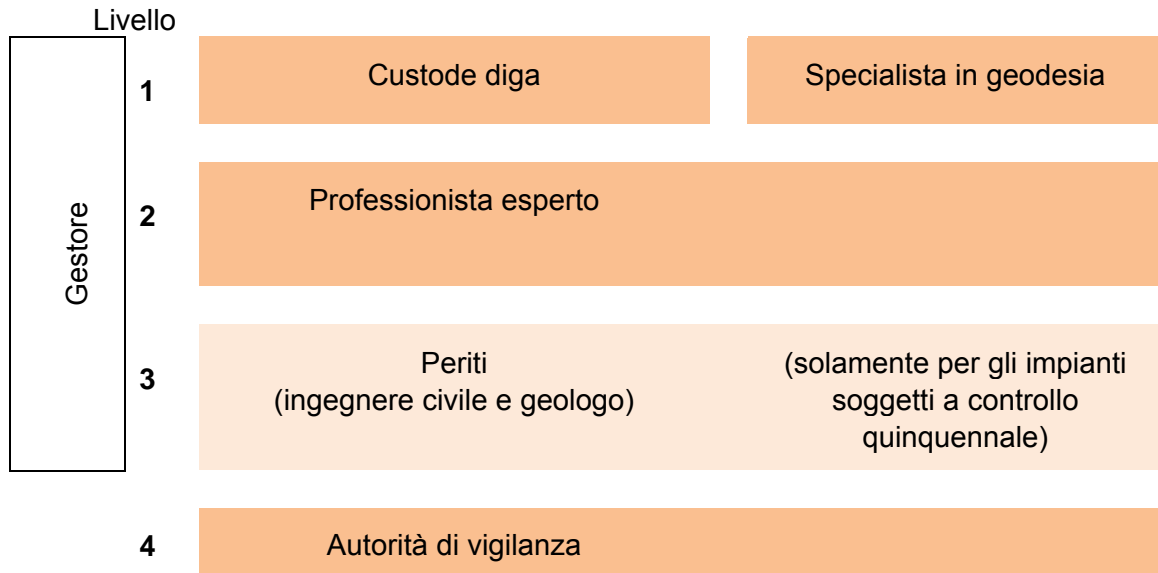 Livello
Gestore
1
Custode diga
Specialista in geodesia
2
Professionista esperto
3
Periti
(ingegnere civile e geologo)
(solamente per gli impianti
soggetti a controllo
quinquennale)
4
Autorità di vigilanza